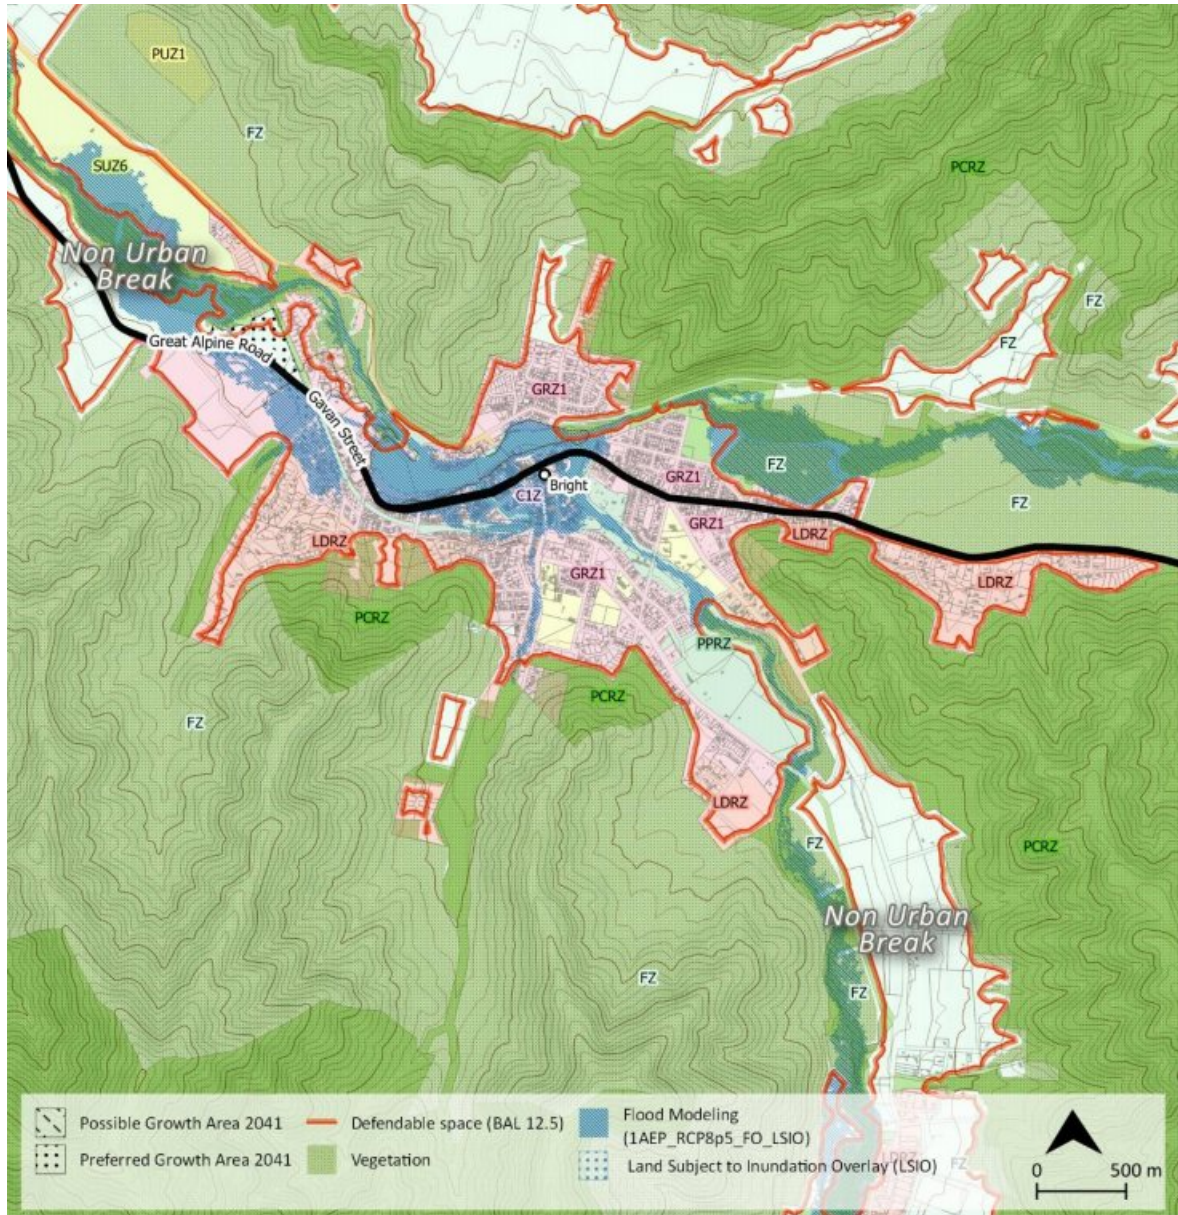 PUZ1
FZ
SUZ6
PCRZ
Non Urban
Break
FZ
FZ
Great Alpine Road
GRZ1
Gavan Street
FZ
GRZ1
Bright
C1Z
FZ
GRZ1
LDRZ
LDRZ
GRZ1
LDRZ
PCRZ
PPRZ
PCRZ
FZ
LDRZ
FZ
PCRZ
Non Urban
Break
FZ
FZ
Possible Growth Area 2041
Defendable space (BAL 12.5)
Flood Modeling
(1AEP_RCP8p5_FO_LSIO)
Preferred Growth Area 2041
Vegetation
Land Subject to Inundation Overlay (LSIO)
0 500 m
LDRZ
FZ